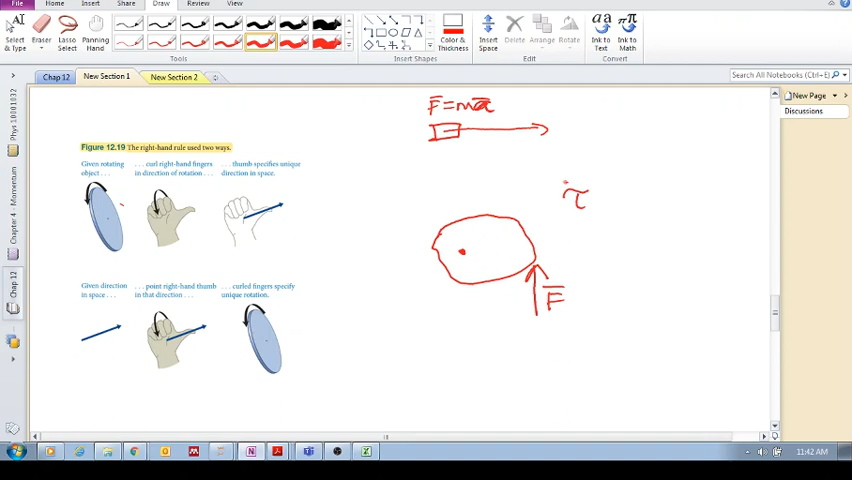 Home Insert Share Draw Review View
Select & Type
Eraser
Lasso Select
Panning Hand
Color & Thickness
Insert Space
Delete
Arrange
Rotate
Ink to Text
Ink to Math
Tools
Insert Shapes
Edit
Convert
Chap 12 New Section 1 New Section 2
Search All Notebooks (Ctrl+E)
New Page
Discussions
Phys 10001032
Chapter 4 - Momentum
Chap 12
F̅=ma̅
Figure 12.19 The right-hand rule used two ways.
Given rotating object . . .
. . . curl right-hand fingers in direction of rotation . . .
. . . thumb specifies unique direction in space.
τ
F̅
Given direction in space . . .
. . . point right-hand thumb in that direction . . .
. . . curled fingers specify unique rotation.
11:42 AM